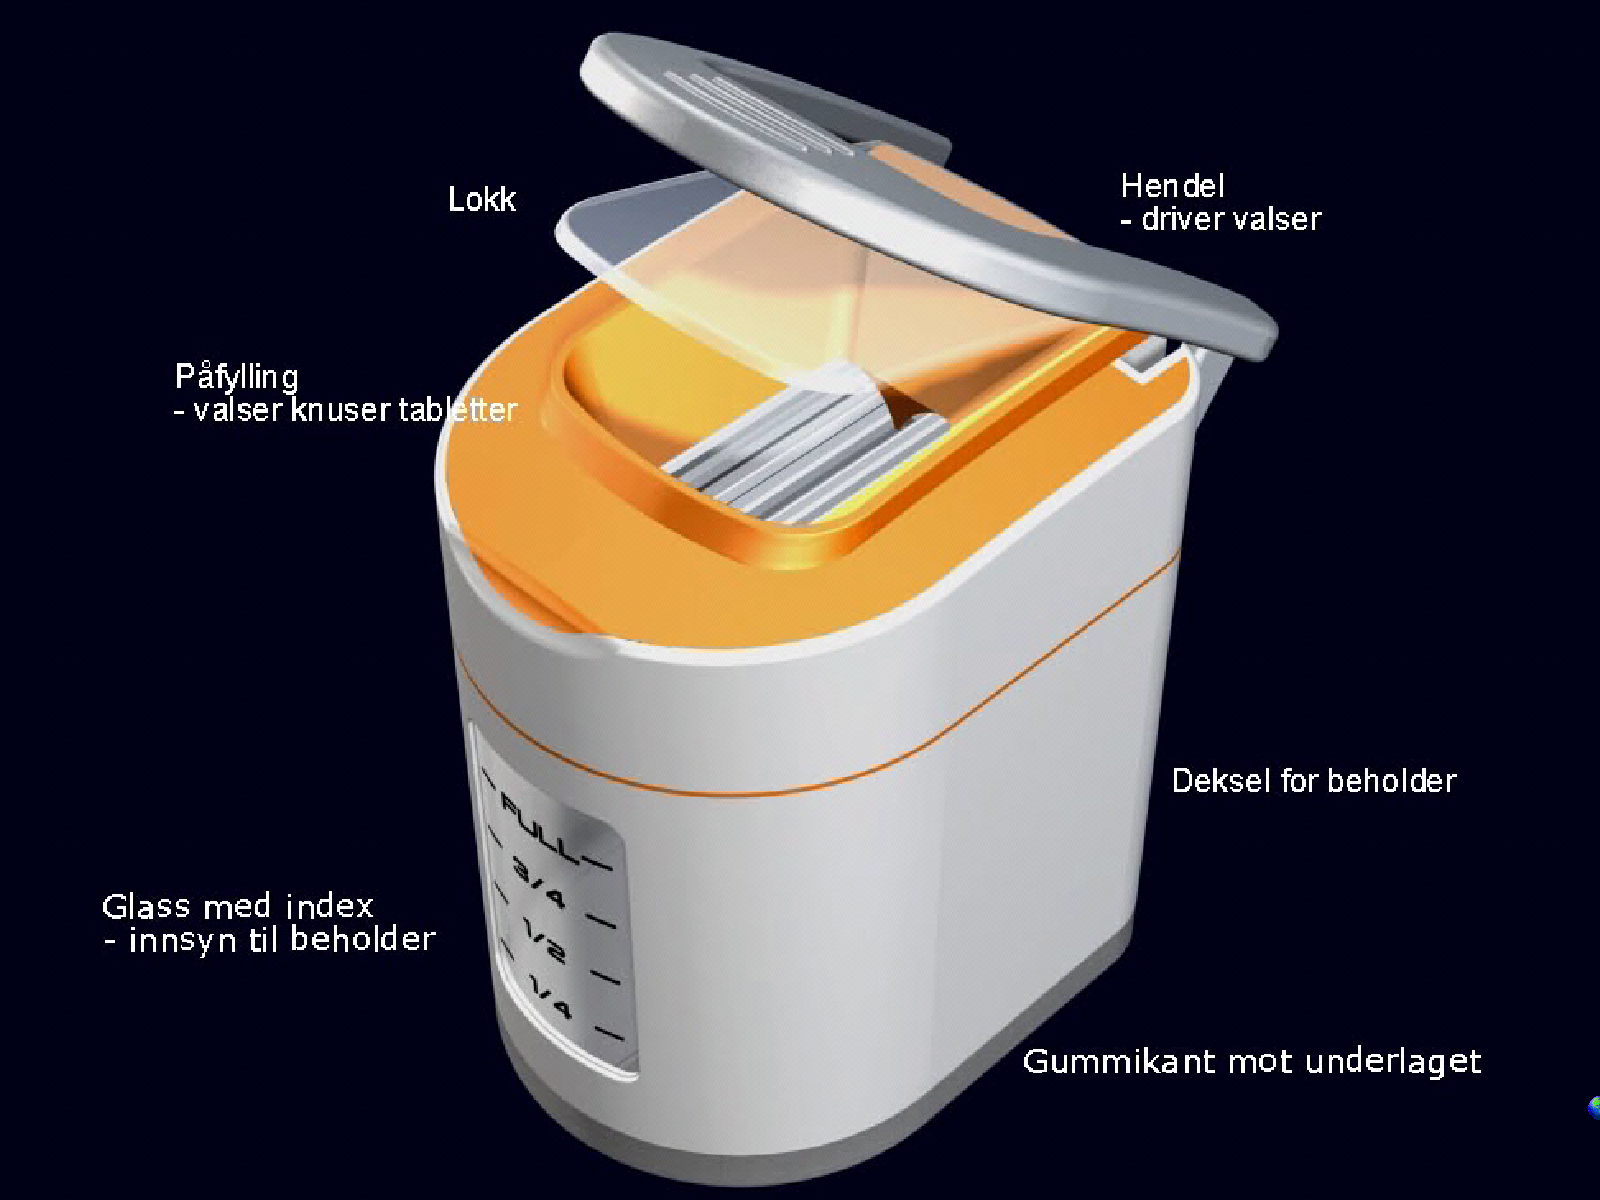 Lokk
Hendel
- driver valser
Påfylling
- valser knuser tabletter
Deksel for beholder
FULL
3/4
1/2
1/4
Glass med index
- innsyn til beholder
Gummikant mot underlaget